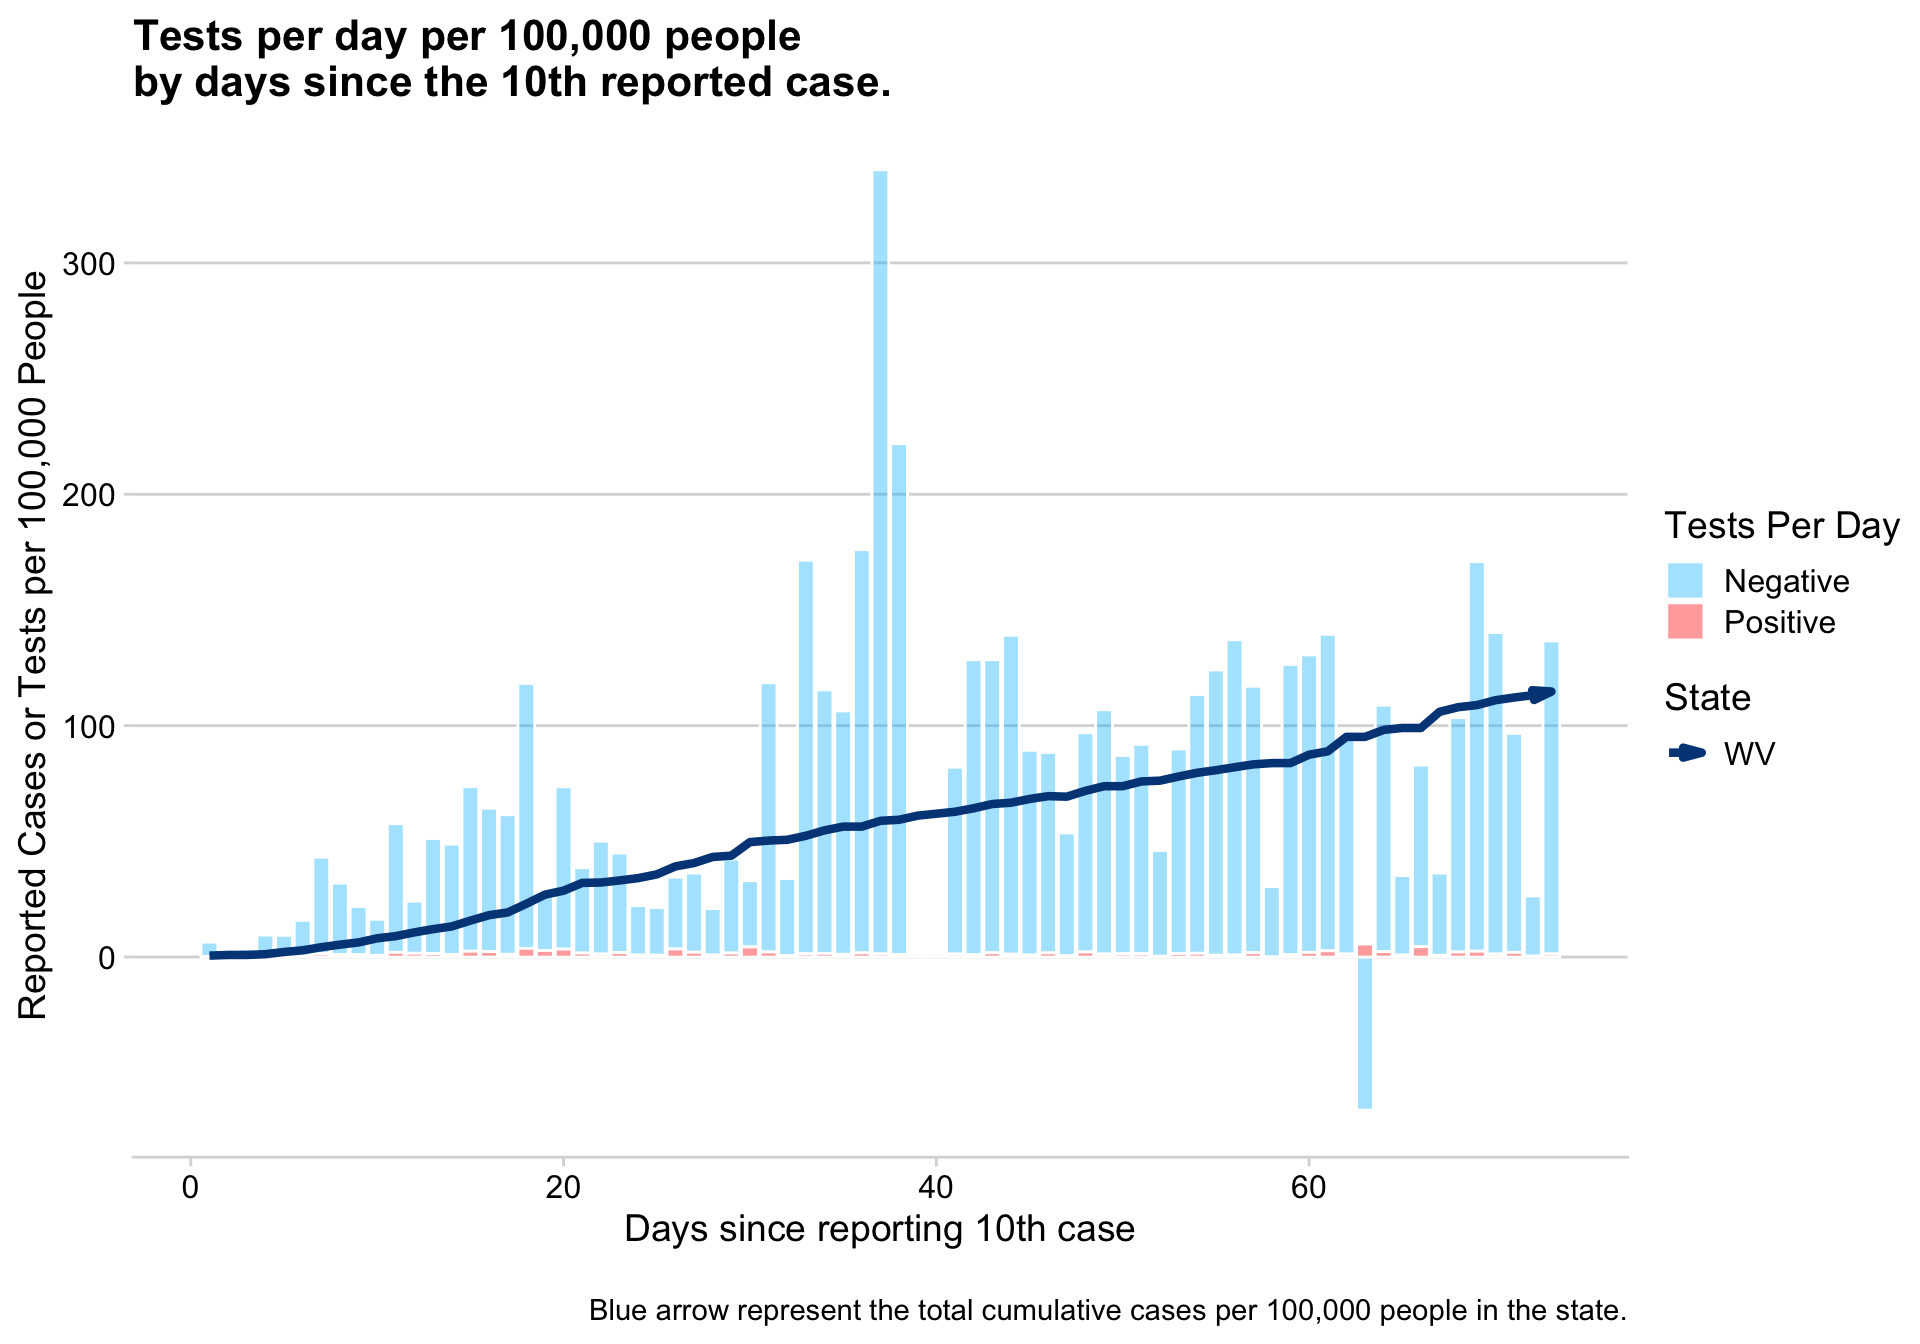 Tests per day per 100,000 people
by days since the 10th reported case.
Reported Cases or Tests per 100,000 People
300
200
100
0
0
20
40
60
Days since reporting 10th case
Tests Per Day
Negative
Positive
State
WV
Blue arrow represent the total cumulative cases per 100,000 people in the state.